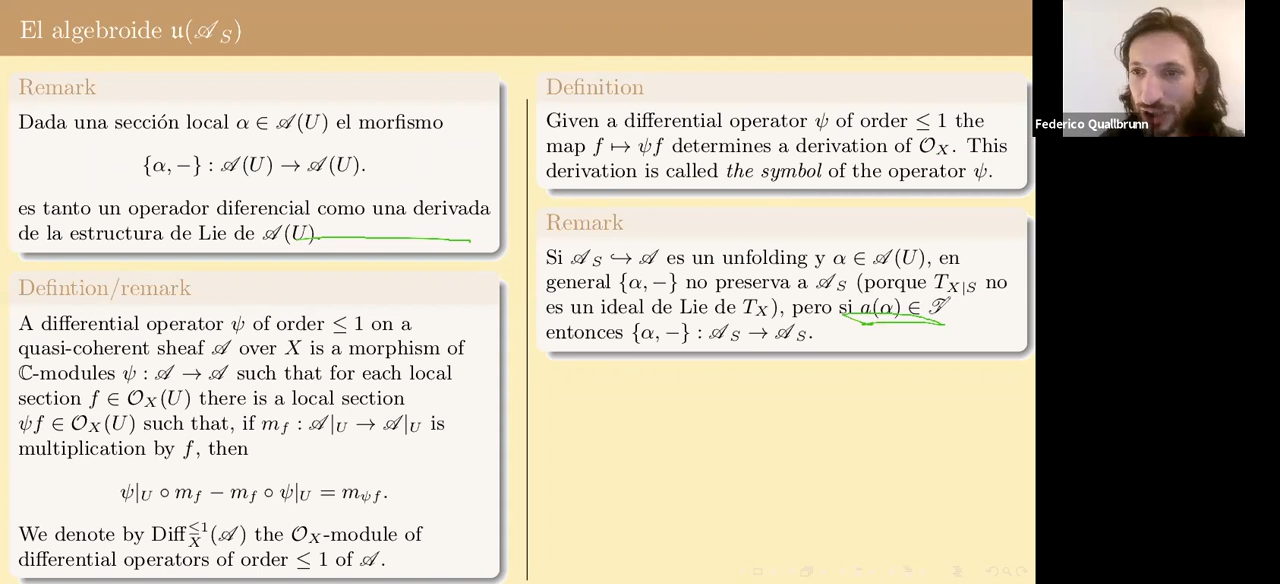 El algebroide 𝔲(𝒜_S)
Remark
Dada una sección local α ∈ 𝒜(U) el morfismo
{α, −} : 𝒜(U) → 𝒜(U).
es tanto un operador diferencial como una derivada
de la estructura de Lie de 𝒜(U).
Defintion/remark
A differential operator ψ of order ≤ 1 on a
quasi-coherent sheaf 𝒜 over X is a morphism of
ℂ-modules ψ : 𝒜 → 𝒜 such that for each local
section f ∈ 𝒪_X(U) there is a local section
ψf ∈ 𝒪_X(U) such that, if m_f : 𝒜|_U → 𝒜|_U is
multiplication by f, then
ψ|_U ∘ m_f − m_f ∘ ψ|_U = m_{ψf}.
We denote by Diff_X^{≤1}(𝒜) the 𝒪_X-module of
differential operators of order ≤ 1 of 𝒜.
Definition
Given a differential operator ψ of order ≤ 1 the
map f ↦ ψf determines a derivation of 𝒪_X. This
derivation is called the symbol of the operator ψ.
Remark
Si 𝒜_S ↪ 𝒜 es un unfolding y α ∈ 𝒜(U), en
general {α, −} no preserva a 𝒜_S (porque T_{X|S} no
es un ideal de Lie de T_X), pero si a(α) ∈ 𝒯
entonces {α, −} : 𝒜_S → 𝒜_S.
Federico Quallbrunn